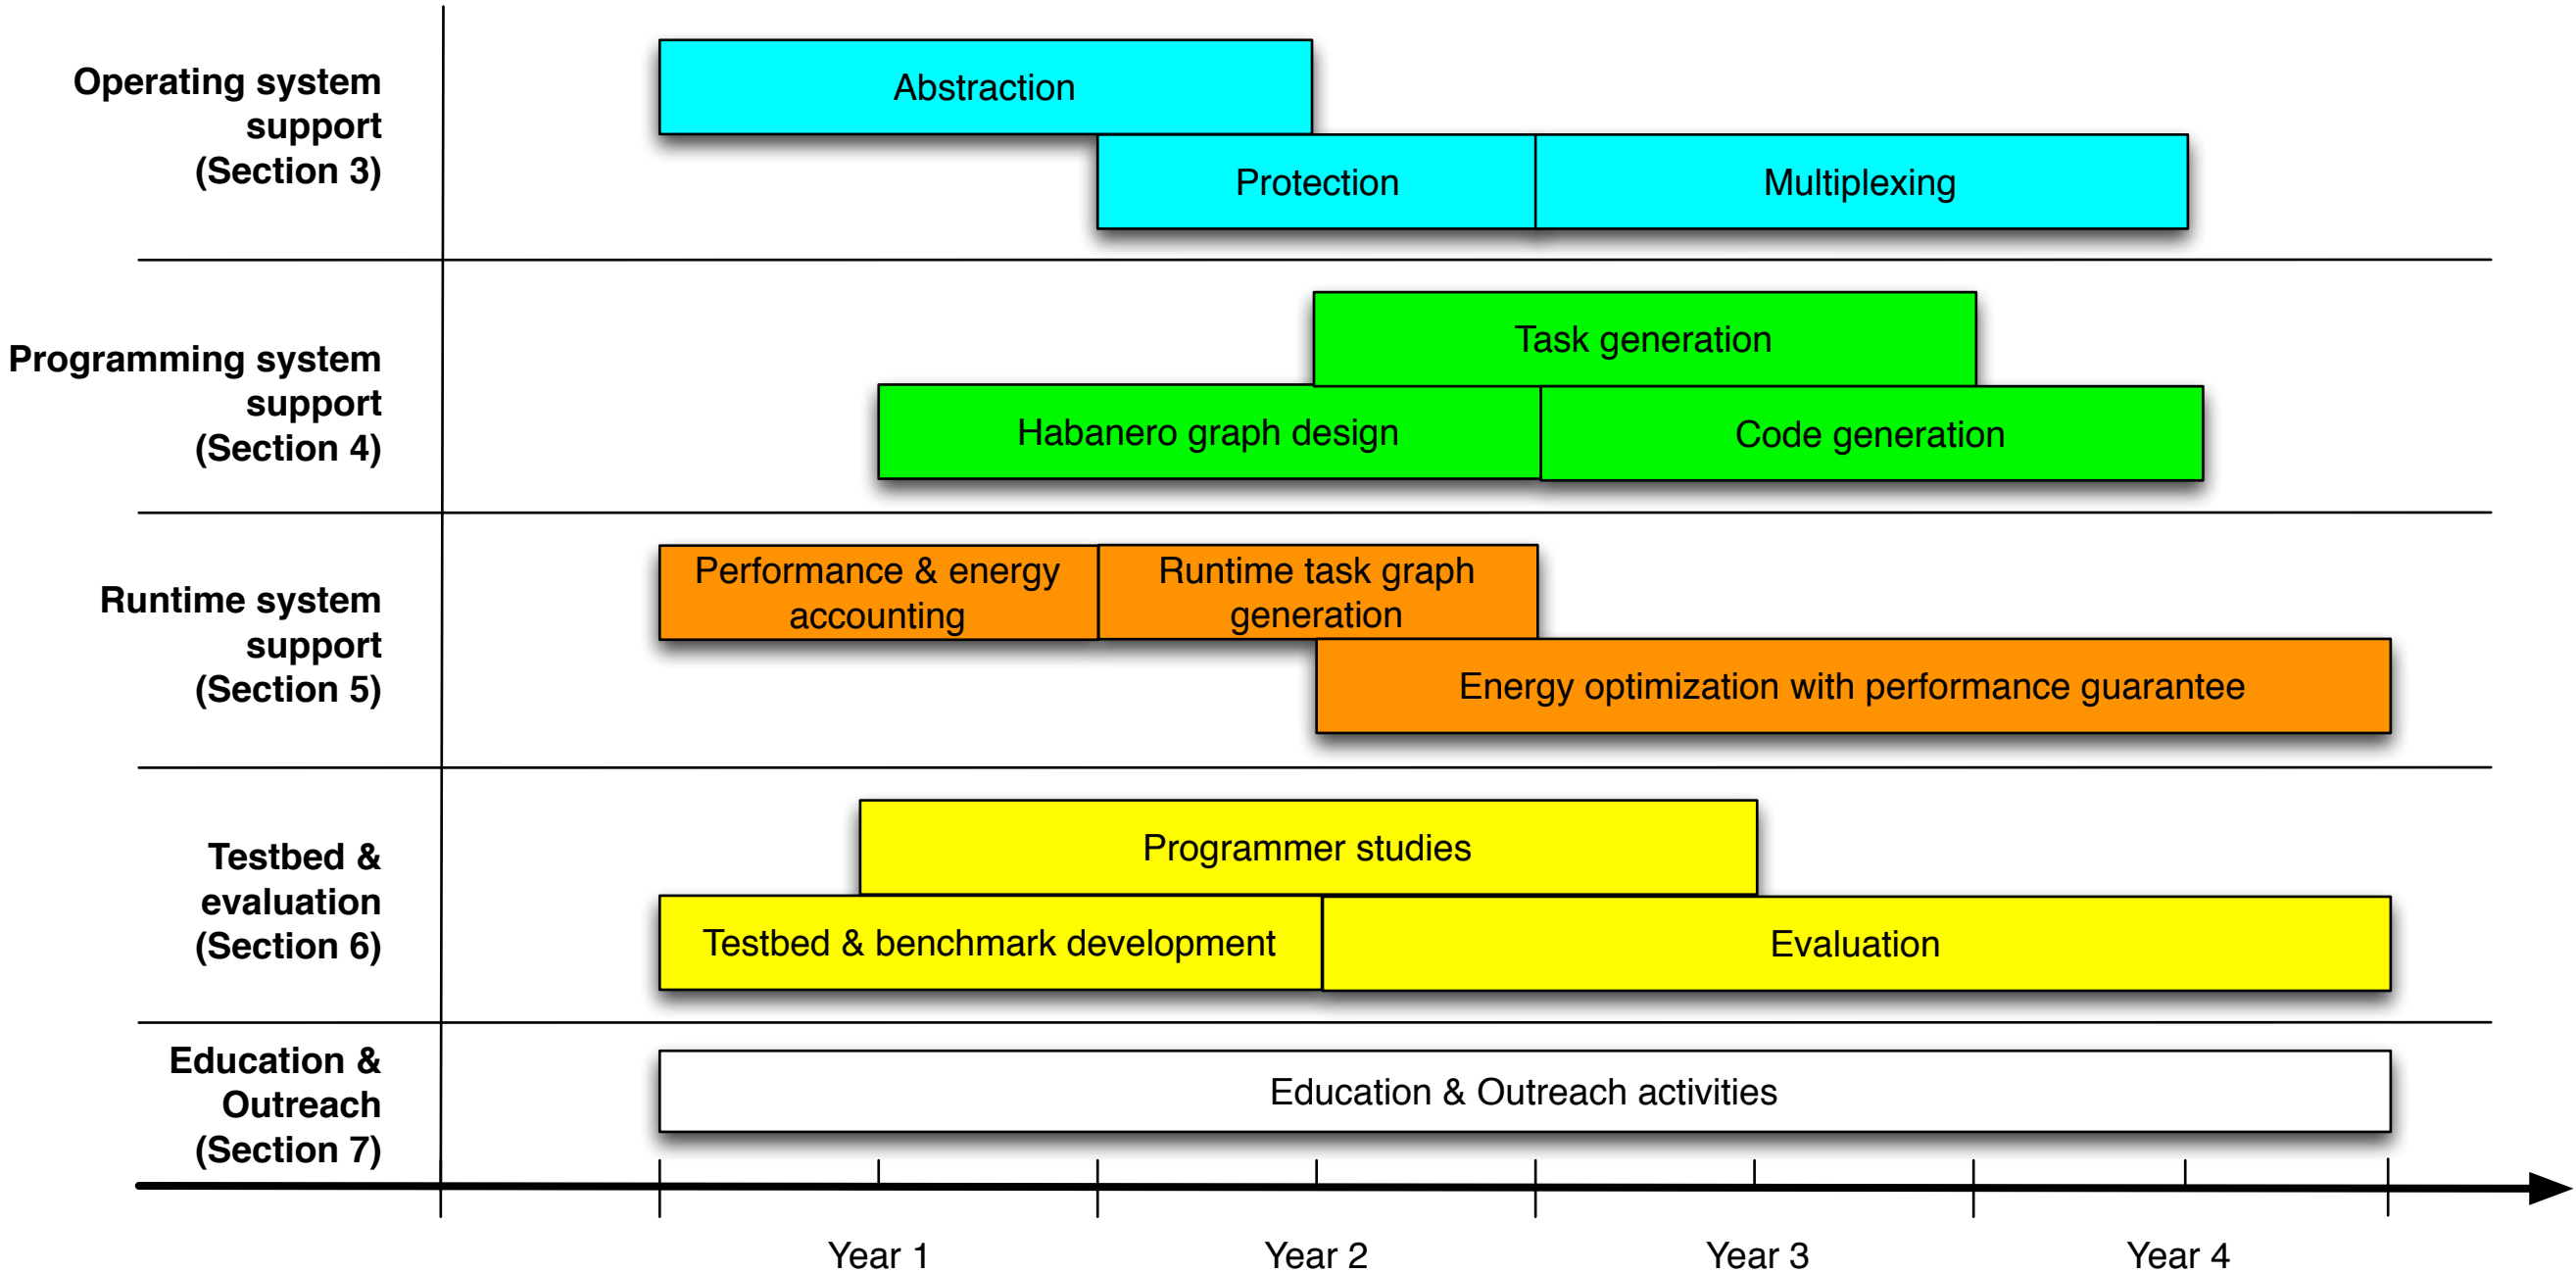 Operating system
support
(Section 3)
Abstraction
Protection
Multiplexing
Programming system
support
(Section 4)
Task generation
Habanero graph design
Code generation
Runtime system
support
(Section 5)
Performance & energy
accounting
Runtime task graph
generation
Energy optimization with performance guarantee
Testbed &
evaluation
(Section 6)
Programmer studies
Testbed & benchmark development
Evaluation
Education &
Outreach
(Section 7)
Education & Outreach activities
Year 1
Year 2
Year 3
Year 4